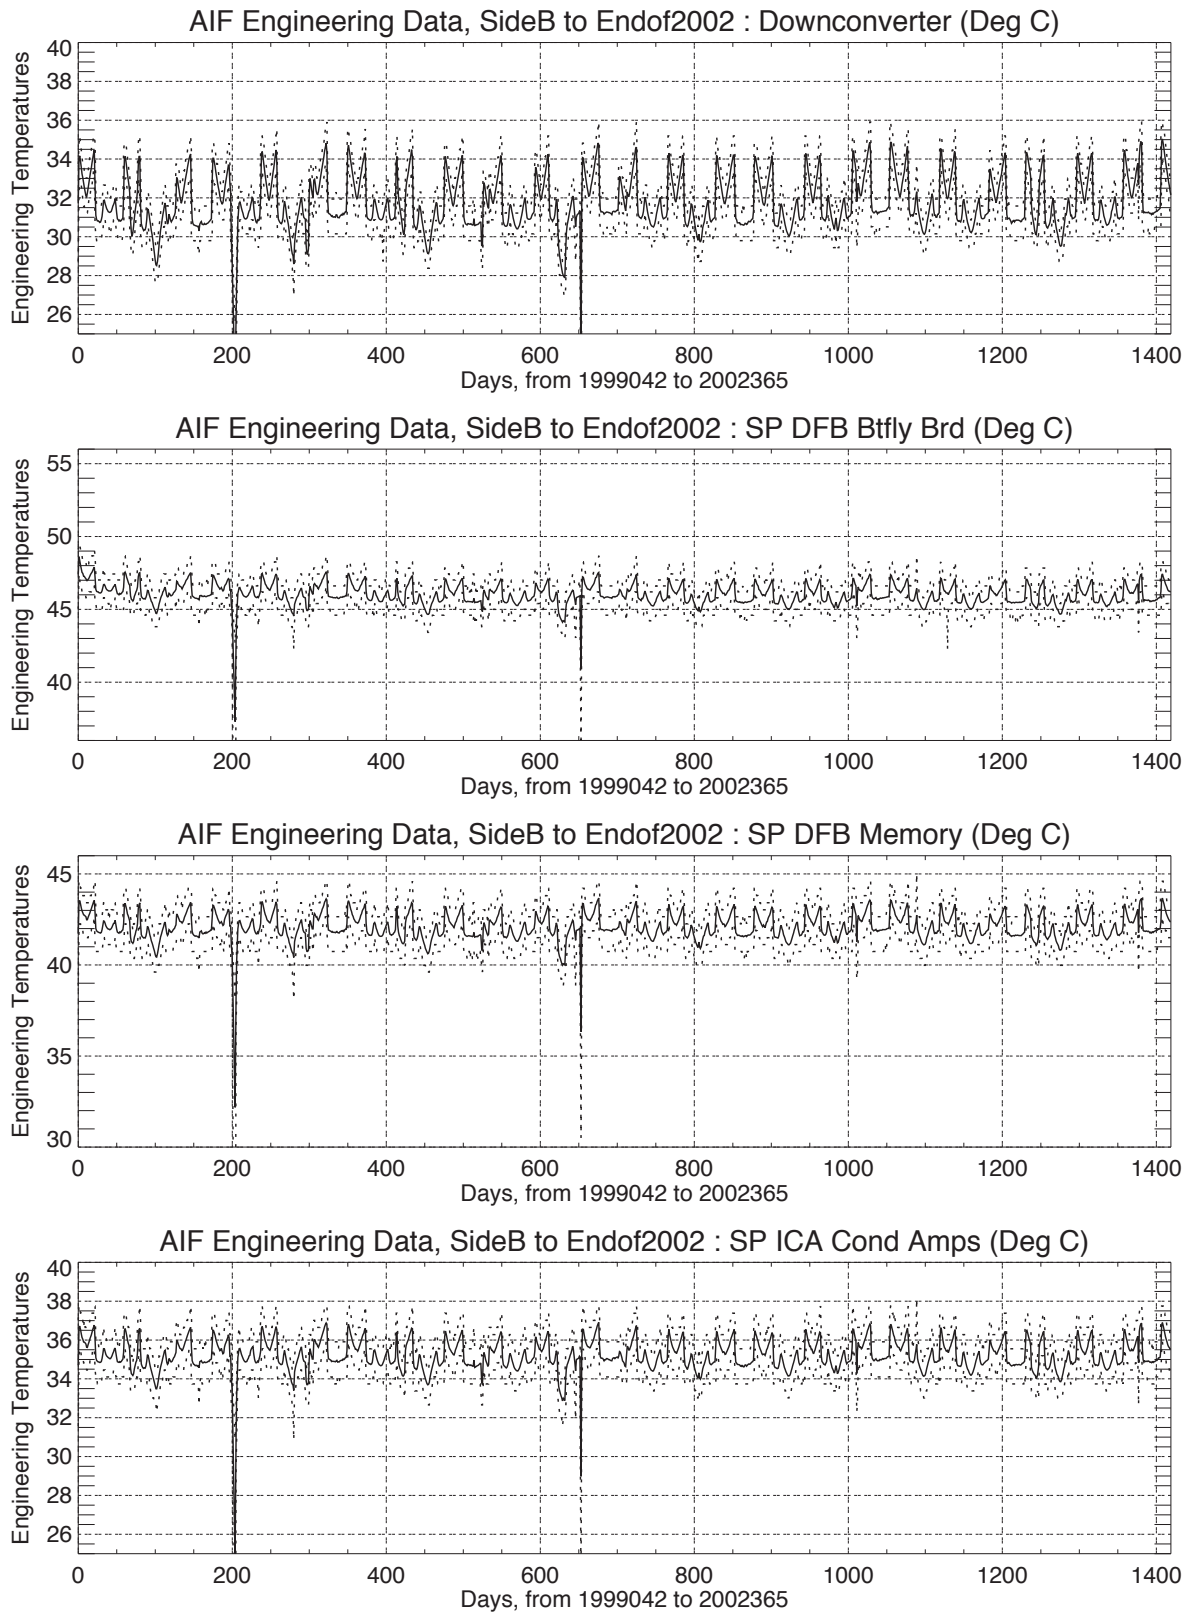 AIF Engineering Data, SideB to Endof2002 : Downconverter (Deg C)
Engineering Temperatures
40
38
36
34
32
30
28
26
0 200 400 600 800 1000 1200 1400
Days, from 1999042 to 2002365
AIF Engineering Data, SideB to Endof2002 : SP DFB Btfly Brd (Deg C)
Engineering Temperatures
55
50
45
40
0 200 400 600 800 1000 1200 1400
Days, from 1999042 to 2002365
AIF Engineering Data, SideB to Endof2002 : SP DFB Memory (Deg C)
Engineering Temperatures
45
40
35
30
0 200 400 600 800 1000 1200 1400
Days, from 1999042 to 2002365
AIF Engineering Data, SideB to Endof2002 : SP ICA Cond Amps (Deg C)
Engineering Temperatures
40
38
36
34
32
30
28
26
0 200 400 600 800 1000 1200 1400
Days, from 1999042 to 2002365